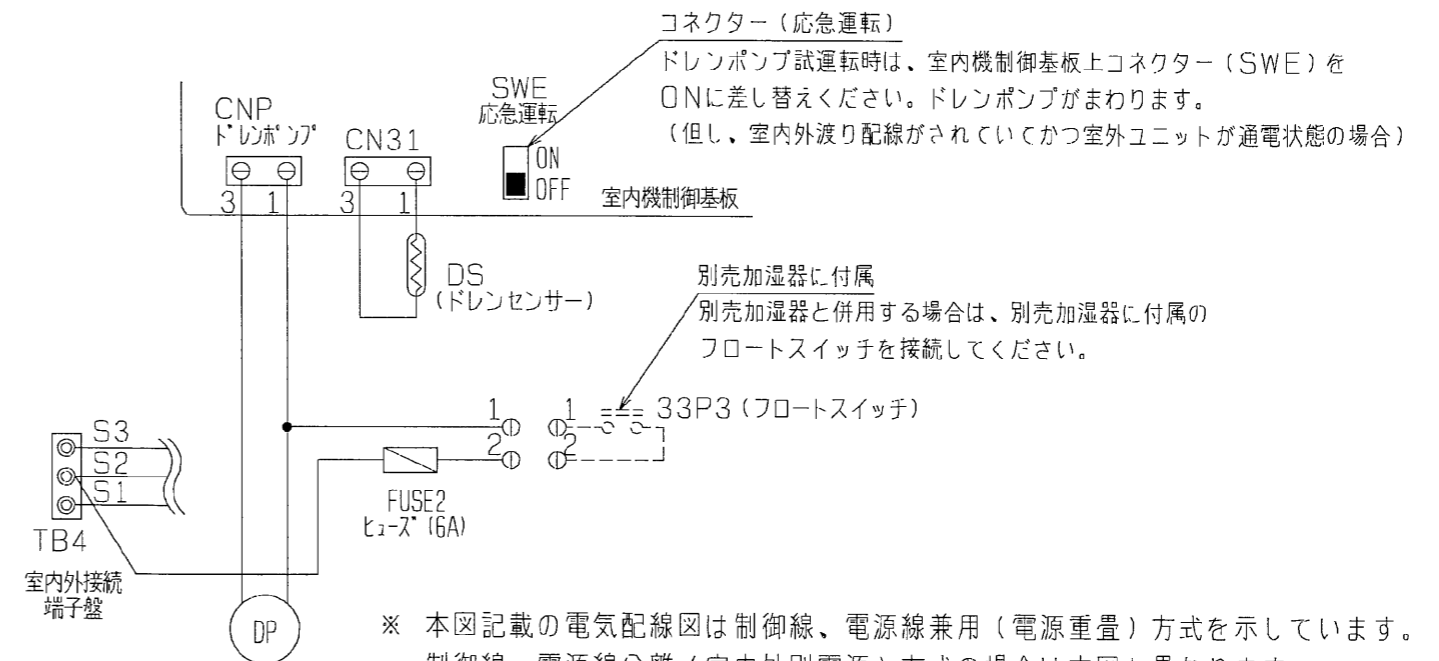 コネクター（応急運転）
ドレンポンプ試運転時は、室内機制御基板上コネクター（SWE）を
ONに差し替えください。ドレンポンプがまわります。
（但し、室内外渡り配線がされていてかつ室外ユニットが通電状態の場合）
CNP
ドレンポンプ
CN31
SWE
応急運転
ON
OFF
3 1 3 1
室内機制御基板
DS
（ドレンセンサー）
別売加湿器に付属
別売加湿器と併用する場合は、別売加湿器に付属の
フロートスイッチを接続してください。
1 1 33P3（フロートスイッチ）
2 2
S3
S2
S1
TB4
室内外接続
端子盤
FUSE2
ヒューズ（6A）
DP
※ 本図記載の電気配線図は制御線、電源線兼用（電源重畳）方式を示しています。